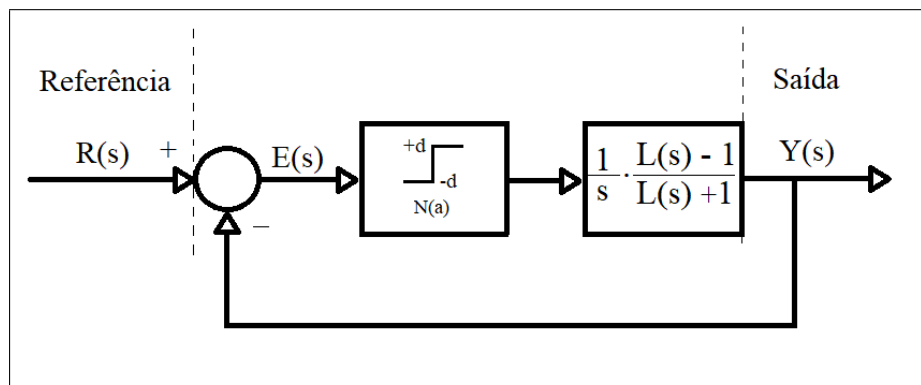 Referência
Saída
R(s)
+
E(s)
+d
-d
N(a)
1/s · (L(s) - 1)/(L(s) +1)
Y(s)
−